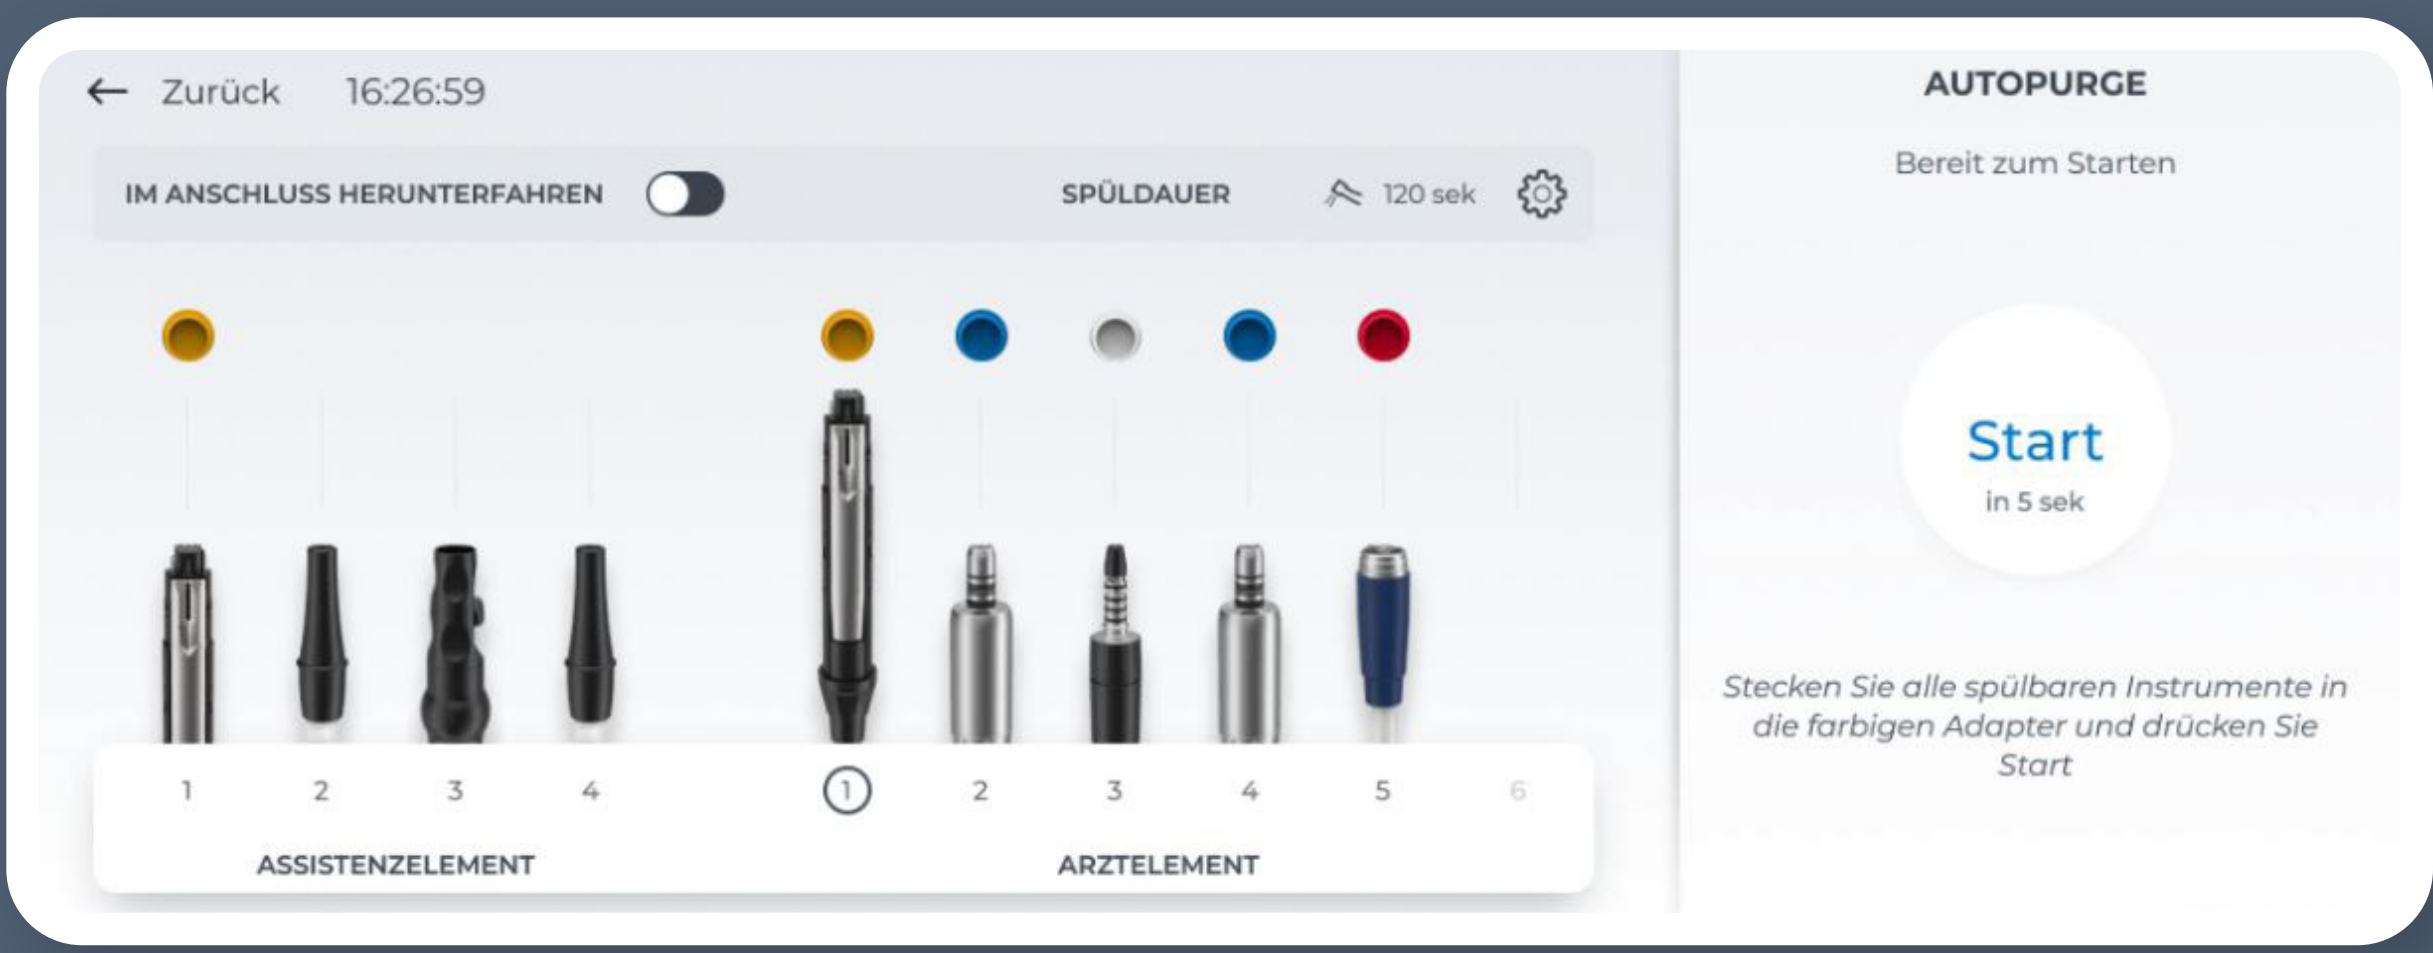 Zurück 16:26:59
IM ANSCHLUSS HERUNTERFAHREN
SPÜLDAUER 120 sek
1 2 3 4
ASSISTENZELEMENT
1 2 3 4 5 6
ARZTELEMENT
AUTOPURGE
Bereit zum Starten
Start
in 5 sek
Stecken Sie alle spülbaren Instrumente in
die farbigen Adapter und drücken Sie
Start